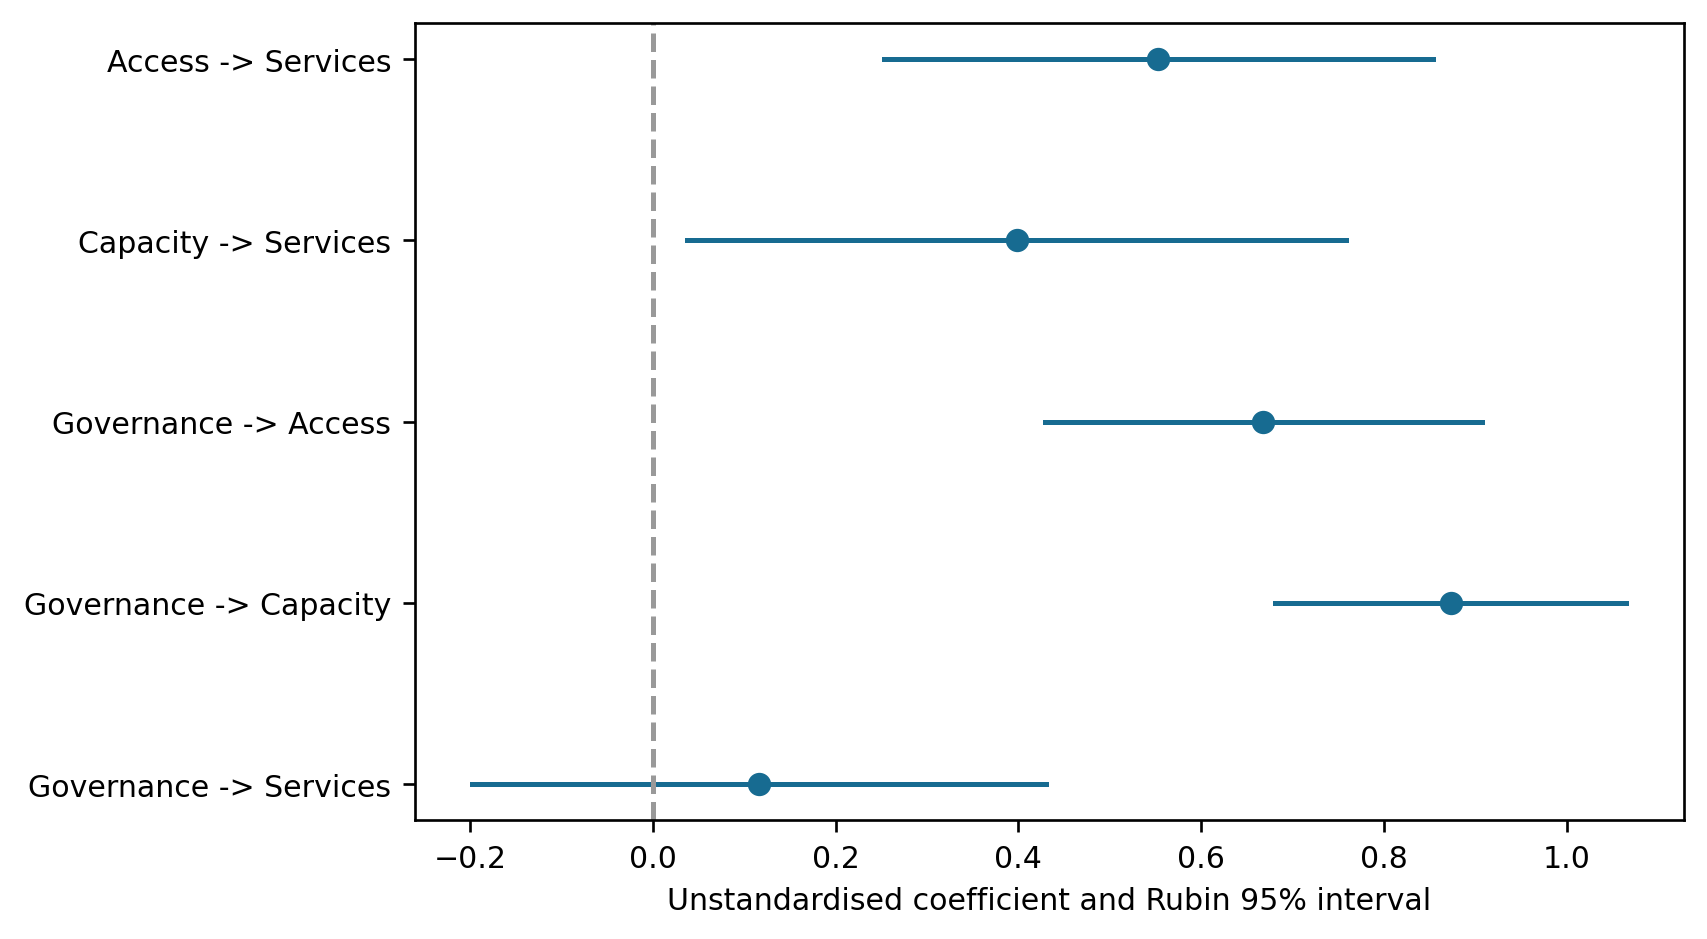 Access -> Services
Capacity -> Services
Governance -> Access
Governance -> Capacity
Governance -> Services
−0.2 0.0 0.2 0.4 0.6 0.8 1.0
Unstandardised coefficient and Rubin 95% interval